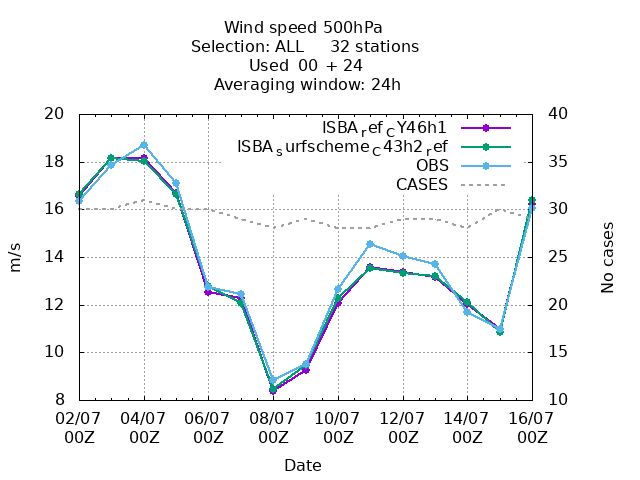 Wind speed 500hPa
Selection: ALL 32 stations
Used 00 + 24
Averaging window: 24h
20 40
ISBA_ref_CY46h1
ISBA_surfscheme_C43h2_ref
OBS
CASES
18 35
16 30
14 25
12 20
10 15
8 10
m/s
No cases
02/07 04/07 06/07 08/07 10/07 12/07 14/07 16/07
00Z 00Z 00Z 00Z 00Z 00Z 00Z 00Z
Date